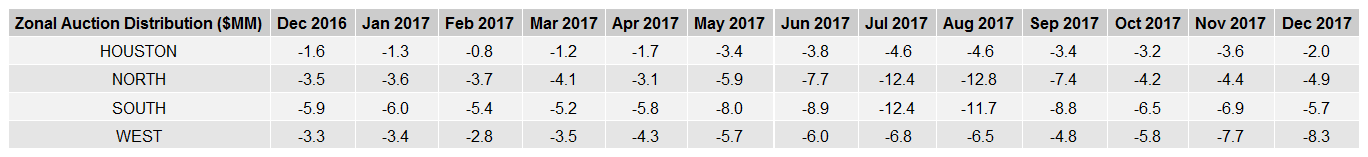 Zonal Auction Distribution ($MM) Dec 2016 Jan 2017 Feb 2017 Mar 2017 Apr 2017 May 2017 Jun 2017 Jul 2017 Aug 2017 Sep 2017 Oct 2017 Nov 2017 Dec 2017
HOUSTON -1.6 -1.3 -0.8 -1.2 -1.7 -3.4 -3.8 -4.6 -4.6 -3.4 -3.2 -3.6 -2.0
NORTH -3.5 -3.6 -3.7 -4.1 -3.1 -5.9 -7.7 -12.4 -12.8 -7.4 -4.2 -4.4 -4.9
SOUTH -5.9 -6.0 -5.4 -5.2 -5.8 -8.0 -8.9 -12.4 -11.7 -8.8 -6.5 -6.9 -5.7
WEST -3.3 -3.4 -2.8 -3.5 -4.3 -5.7 -6.0 -6.8 -6.5 -4.8 -5.8 -7.7 -8.3